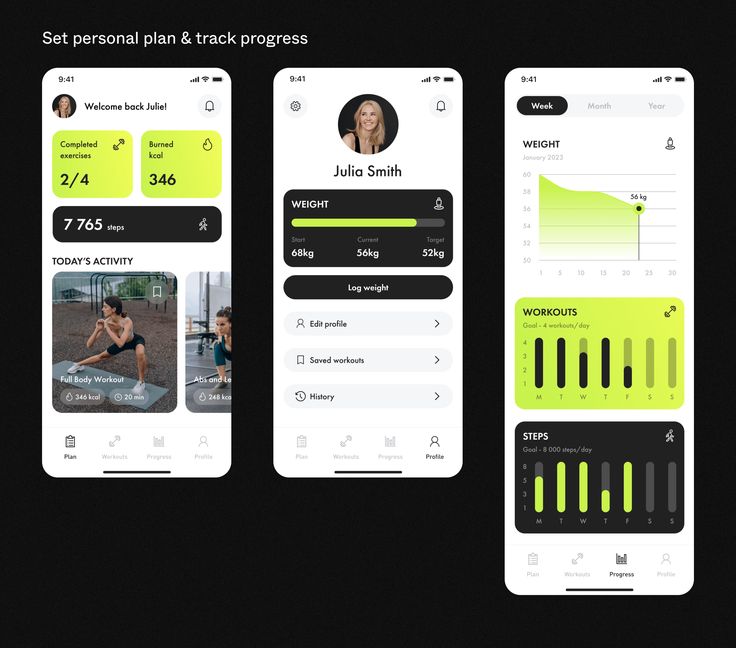 Set personal plan & track progress
9:41
Welcome back Julie!
Completed
exercises
2/4
Burned
kcal
346
7 765 steps
TODAY'S ACTIVITY
Full Body Workout
346 kcal
20 min
Abs and Le
248 kca
Plan
Workouts
Progress
Profile
9:41
Julia Smith
WEIGHT
Start
Current
Target
68kg
56kg
52kg
Log weight
Edit profile
Saved workouts
History
Plan
Workouts
Progress
Profile
9:41
Week
Month
Year
WEIGHT
January 2023
60
58
56
54
52
50
56 kg
1 5 10 15 20 25 30
WORKOUTS
Goal - 4 workouts/day
4
3
2
1
M T W T F S S
STEPS
Goal - 8 000 steps/day
8
5
3
1
M T W T F S S
Plan
Workouts
Progress
Profile